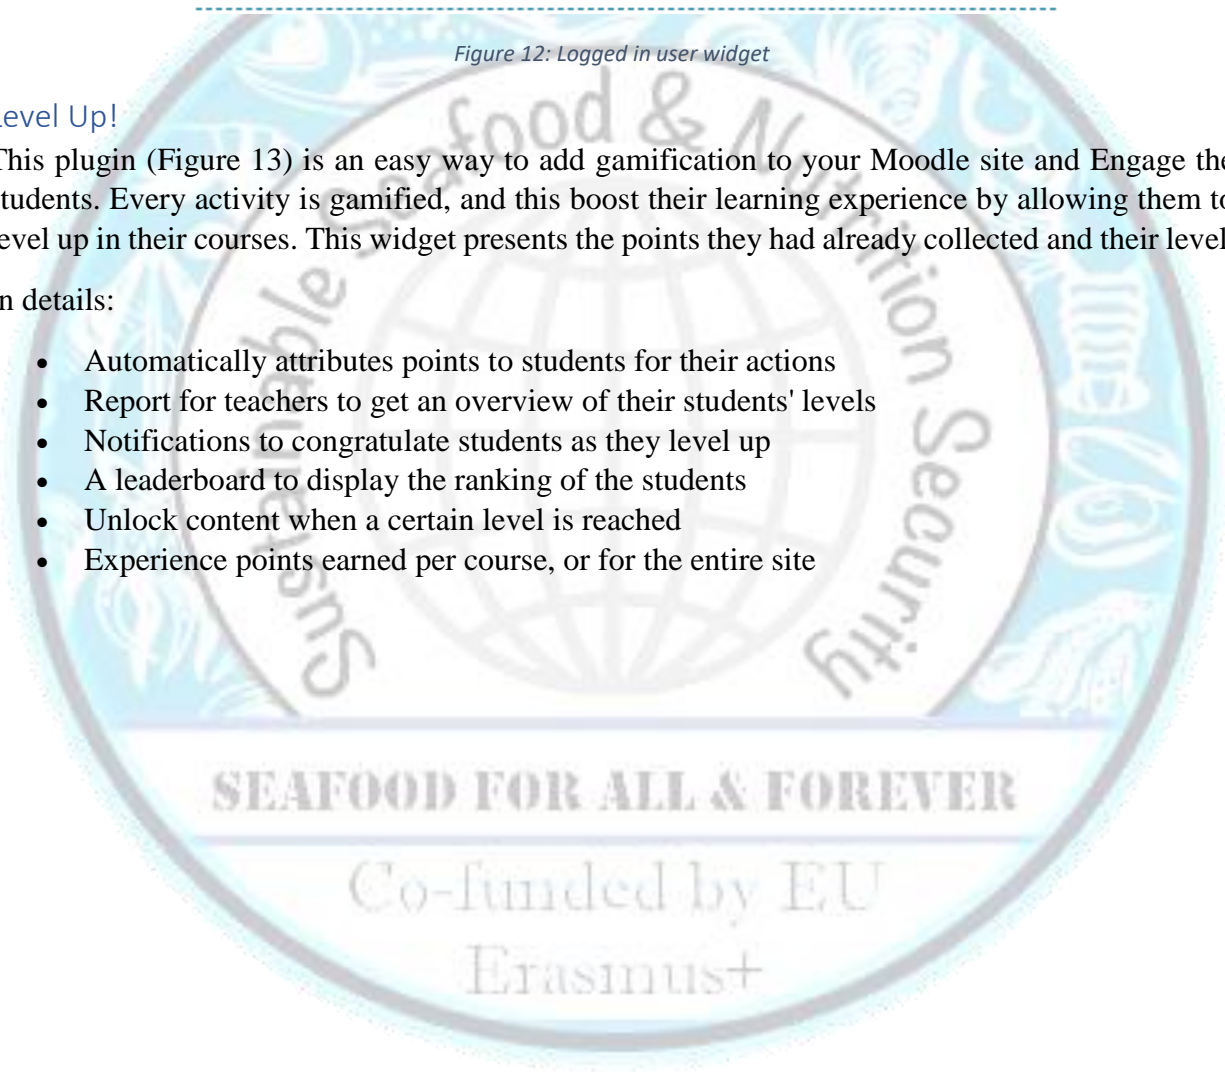 Figure 12: Logged in user widget
Level Up!
This plugin (Figure 13) is an easy way to add gamification to your Moodle site and Engage the
students. Every activity is gamified, and this boost their learning experience by allowing them to
level up in their courses. This widget presents the points they had already collected and their level
In details:
• Automatically attributes points to students for their actions
• Report for teachers to get an overview of their students' levels
• Notifications to congratulate students as they level up
• A leaderboard to display the ranking of the students
• Unlock content when a certain level is reached
• Experience points earned per course, or for the entire site
Sustainable Seafood & Nutrition Security
SEAFOOD FOR ALL & FOREVER
Co-funded by EU
Erasmus+